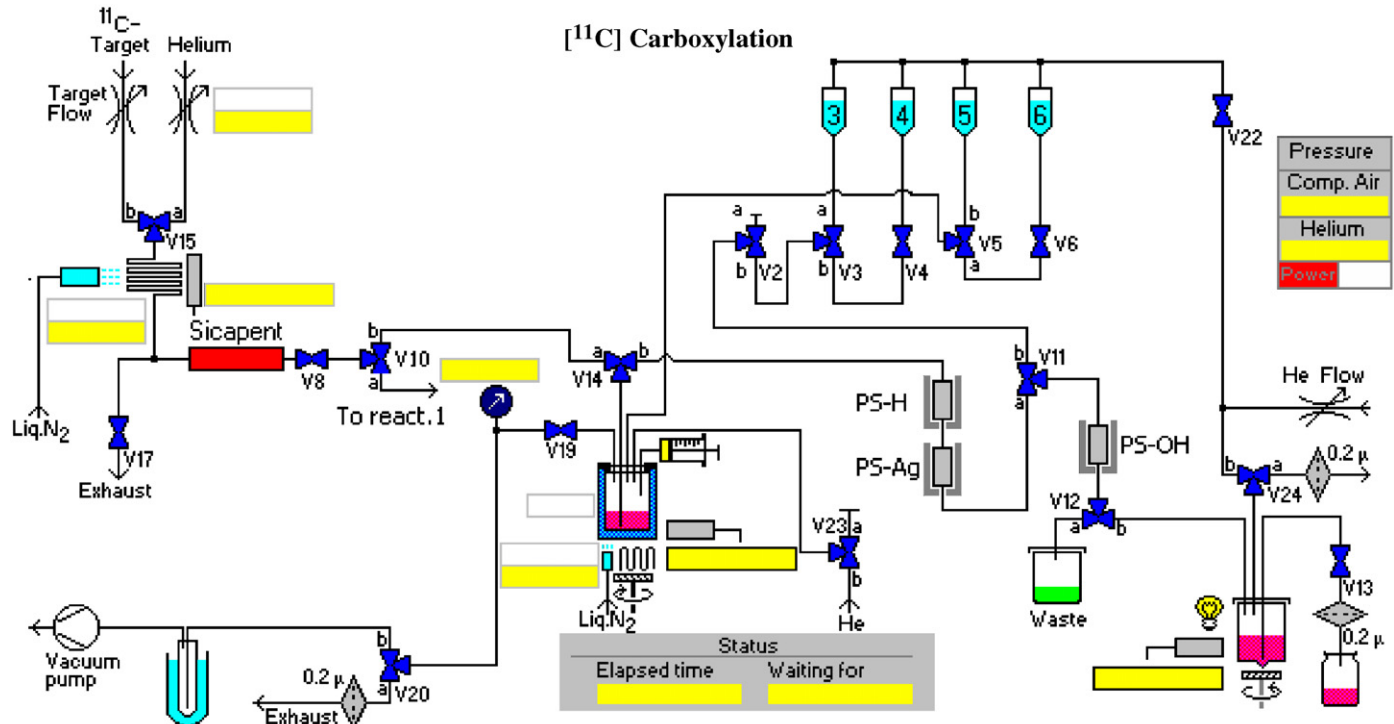 [¹¹C] Carboxylation
¹¹C-
Target Helium
Target
Flow
b a
V15
Liq.N₂
Sicapent
V8
b
V10
a
To react.1
V17
Exhaust
a b
V14
V19
3 4 5 6
a
b
V2
a
b
V3
V4
b
V5
a
V6
V22
Pressure
Comp. Air
Helium
Power
b
V11
a
PS-H
PS-Ag
PS-OH
He Flow
0.2 μ
a
V24
V12
a b
Waste
V13
0.2 μ
V23
a
b
He
Liq.N₂
Vacuum
pump
b
a
V20
0.2 μ
Exhaust
Status
Elapsed time Waiting for